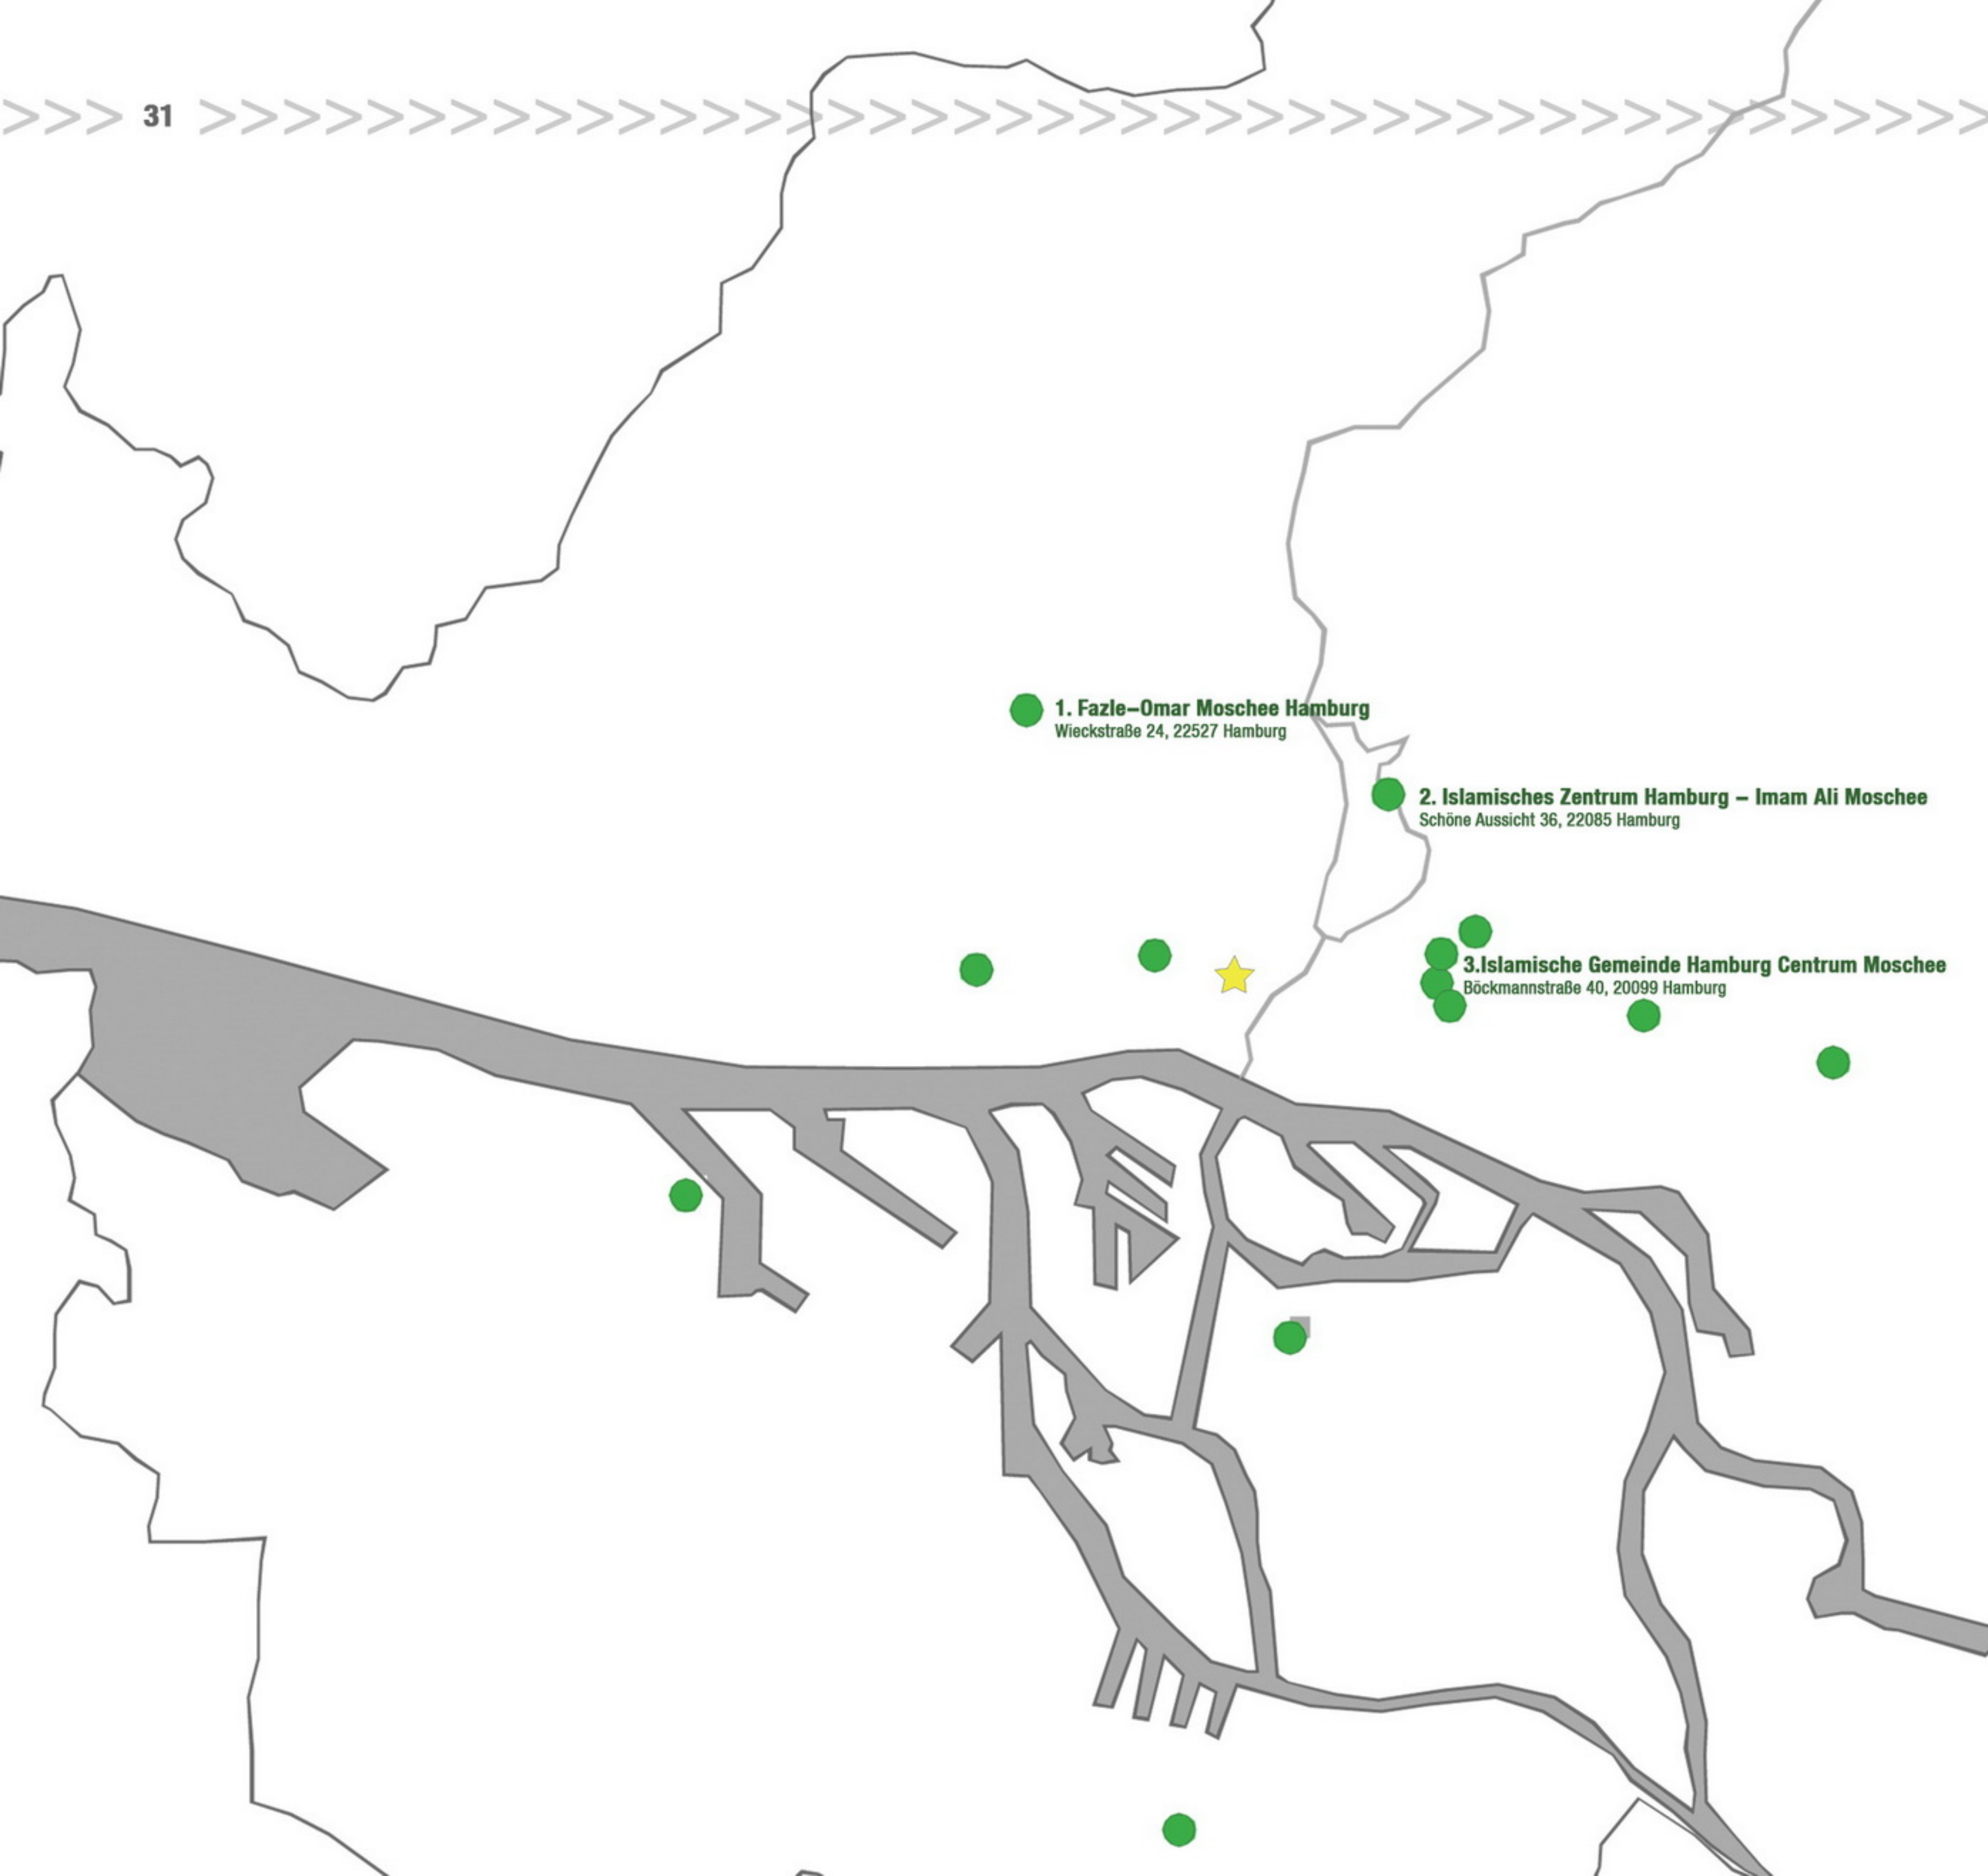 31
1. Fazle–Omar Moschee Hamburg
Wieckstraße 24, 22527 Hamburg
2. Islamisches Zentrum Hamburg – Imam Ali Moschee
Schöne Aussicht 36, 22085 Hamburg
3.Islamische Gemeinde Hamburg Centrum Moschee
Böckmannstraße 40, 20099 Hamburg